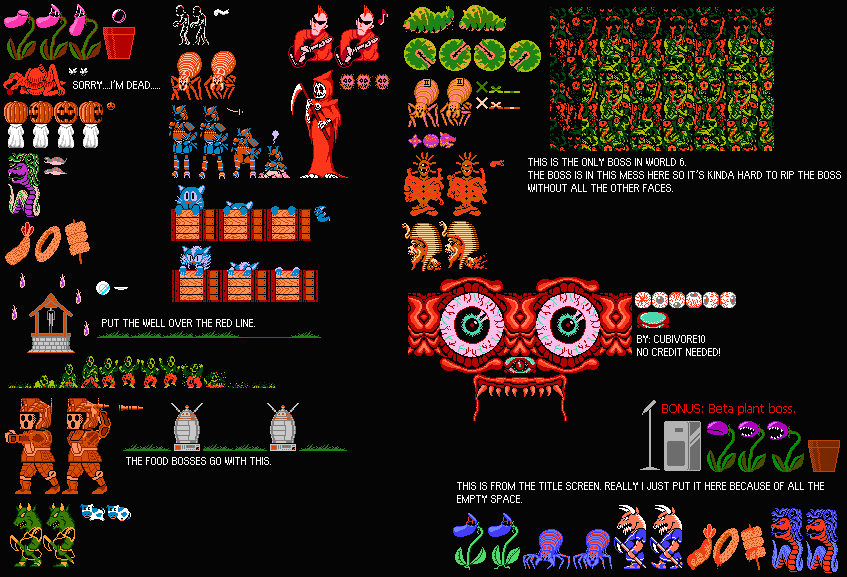 SORRY....I'M DEAD.....
THIS IS THE ONLY BOSS IN WORLD 6.
THE BOSS IS IN THIS MESS HERE SO IT'S KINDA HARD TO RIP THE BOSS
WITHOUT ALL THE OTHER FACES.
PUT THE WELL OVER THE RED LINE.
BY: CUBIVORE10
NO CREDIT NEEDED!
BONUS: Beta plant boss.
THE FOOD BOSSES GO WITH THIS.
THIS IS FROM THE TITLE SCREEN. REALLY I JUST PUT IT HERE BECAUSE OF ALL THE
EMPTY SPACE.